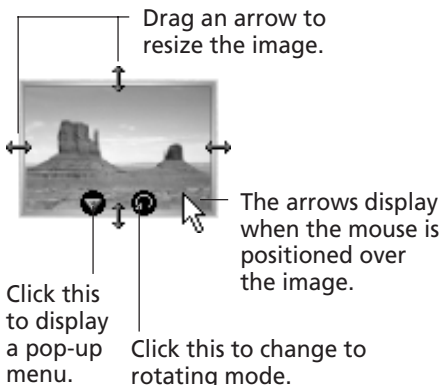 Drag an arrow to
resize the image.
The arrows display
when the mouse is
positioned over
the image.
Click this
to display
a pop-up
menu.
Click this to change to
rotating mode.